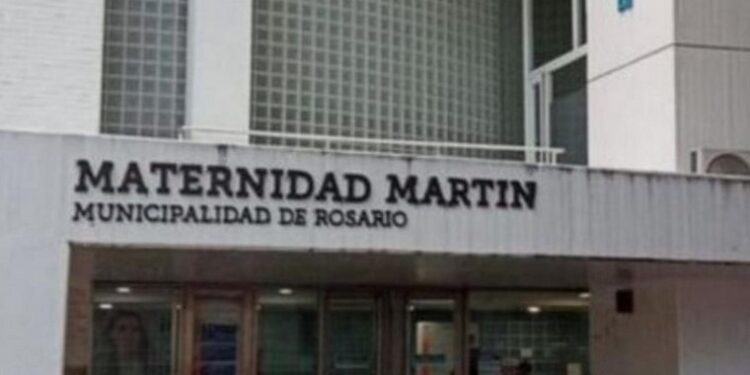 MATERNIDAD MARTIN
MUNICIPALIDAD DE ROSARIO